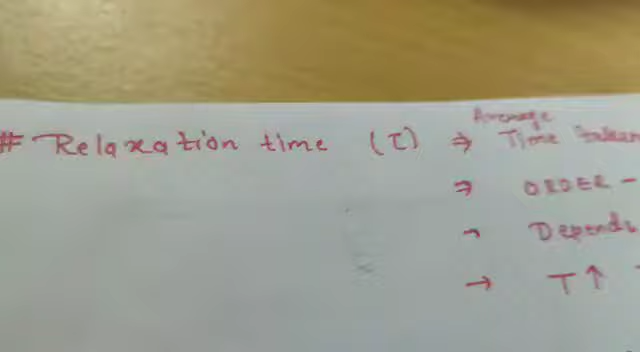 # Relaxation time (τ) ⇒ Average Time
⇒ ORDER -
→ Depends
→ T↑